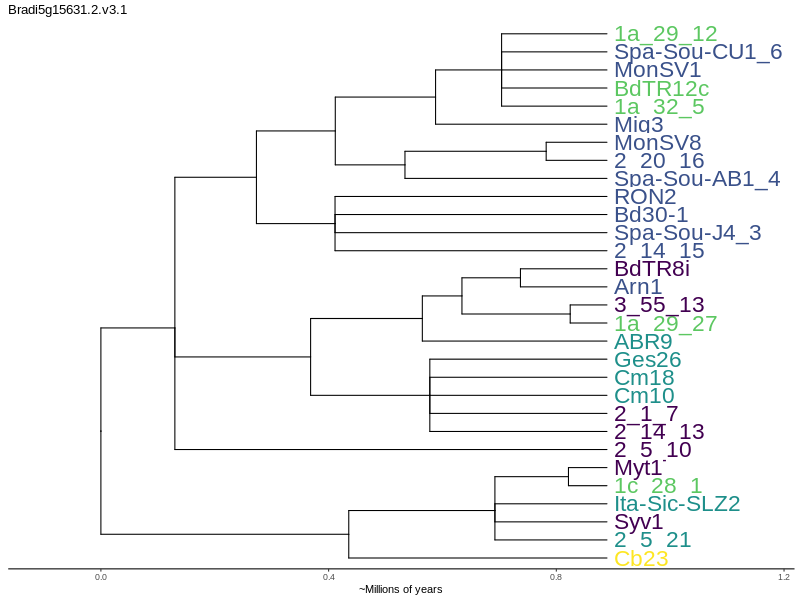 Bradi5g15631.2.v3.1
1a_29_12
Spa-Sou-CU1_6
MonSV1
BdTR12c
1a_32_5
Mig3
MonSV8
2_20_16
Spa-Sou-AB1_4
RON2
Bd30-1
Spa-Sou-J4_3
2_14_15
BdTR8i
Arn1
3_55_13
1a_29_27
ABR9
Ges26
Cm18
Cm10
2_1_7
2_14_13
2_5_10
Myt1
1c_28_1
Ita-Sic-SLZ2
Syv1
2_5_21
Cb23
0.0 0.4 0.8 1.2
~Millions of years